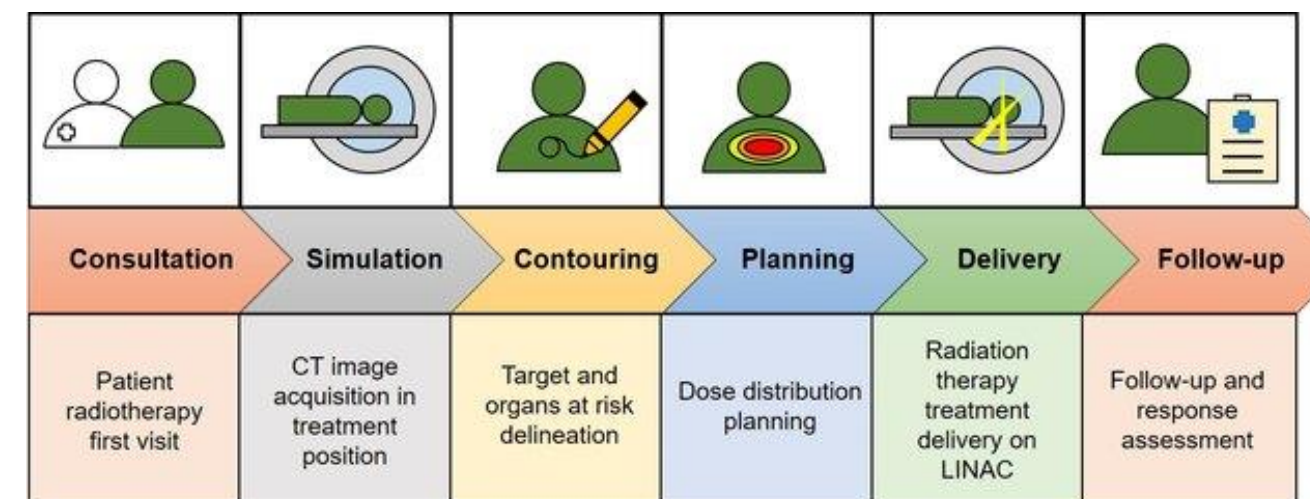 Consultation
Simulation
Contouring
Planning
Delivery
Follow-up
Patient
radiotherapy
first visit
CT image
acquisition in
treatment
position
Target and
organs at risk
delineation
Dose distribution
planning
Radiation
therapy
treatment
delivery on
LINAC
Follow-up and
response
assessment